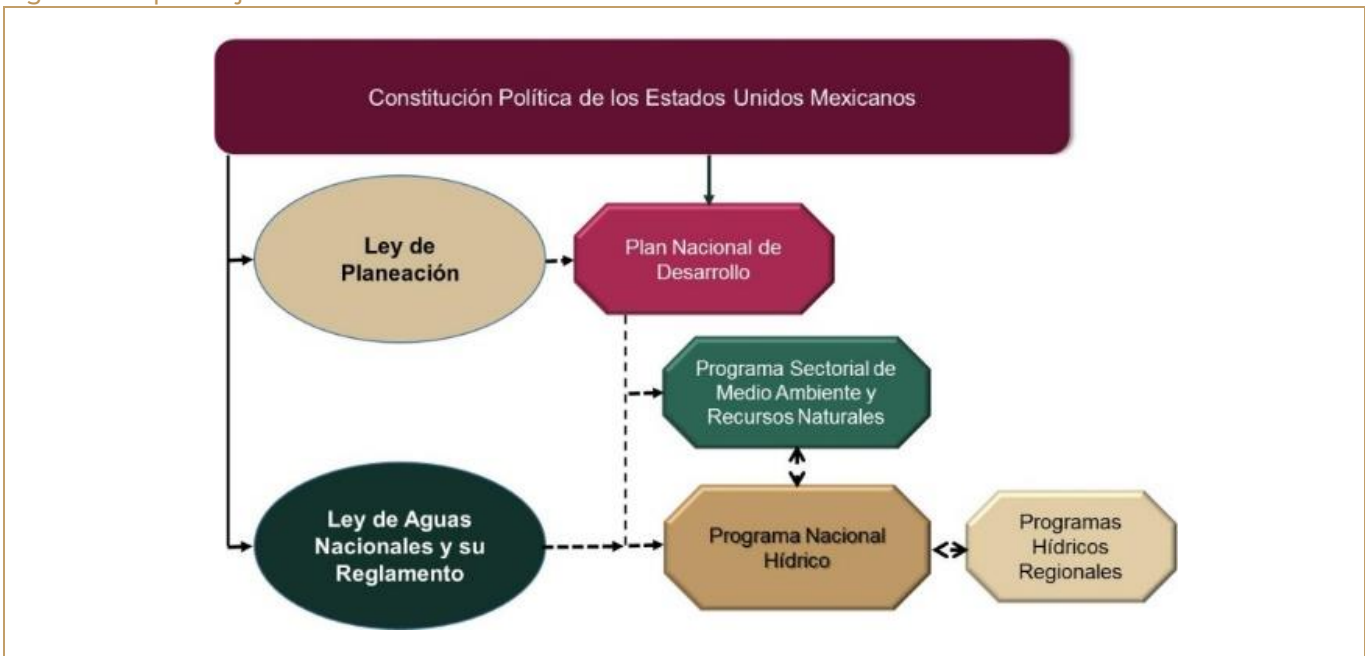 Constitución Política de los Estados Unidos Mexicanos
Ley de
Planeación
Plan Nacional de
Desarrollo
Programa Sectorial de
Medio Ambiente y
Recursos Naturales
Ley de Aguas
Nacionales y su
Reglamento
Programa Nacional
Hídrico
Programas
Hídricos
Regionales